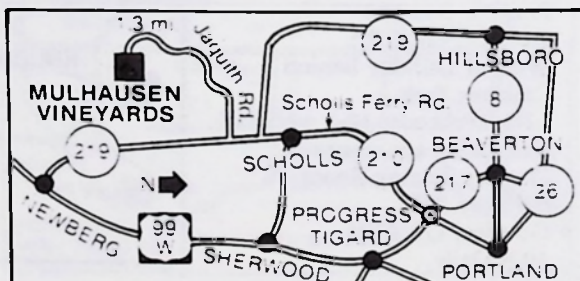 1.3 mi.
Jaquith
Rd.
MULHAUSEN
VINEYARDS
219
HILLSBORO
8
Scholls Ferry Rd.
219
SCHOLLS
210
BEAVERTON
217
26
N
NEWBERG
99
W
PROGRESS
TIGARD
SHERWOOD
PORTLAND